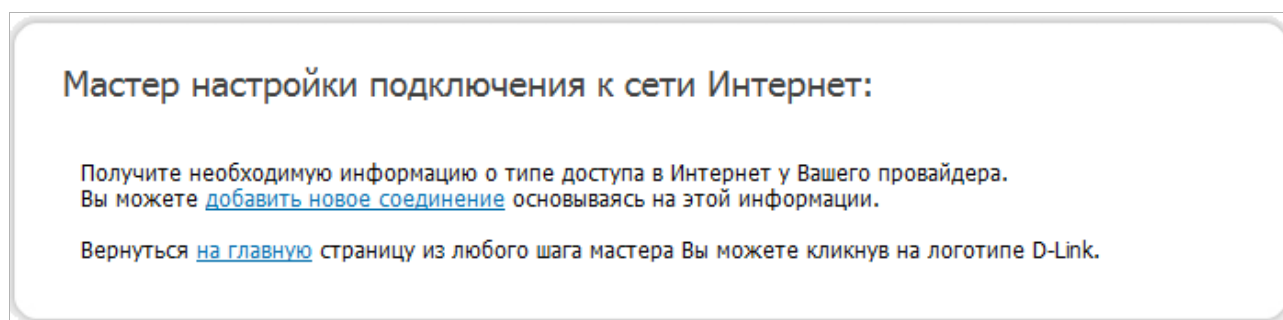 Мастер настройки подключения к сети Интернет:
Получите необходимую информацию о типе доступа в Интернет у Вашего провайдера.
Вы можете добавить новое соединение основываясь на этой информации.
Вернуться на главную страницу из любого шага мастера Вы можете кликнув на логотипе D-Link.